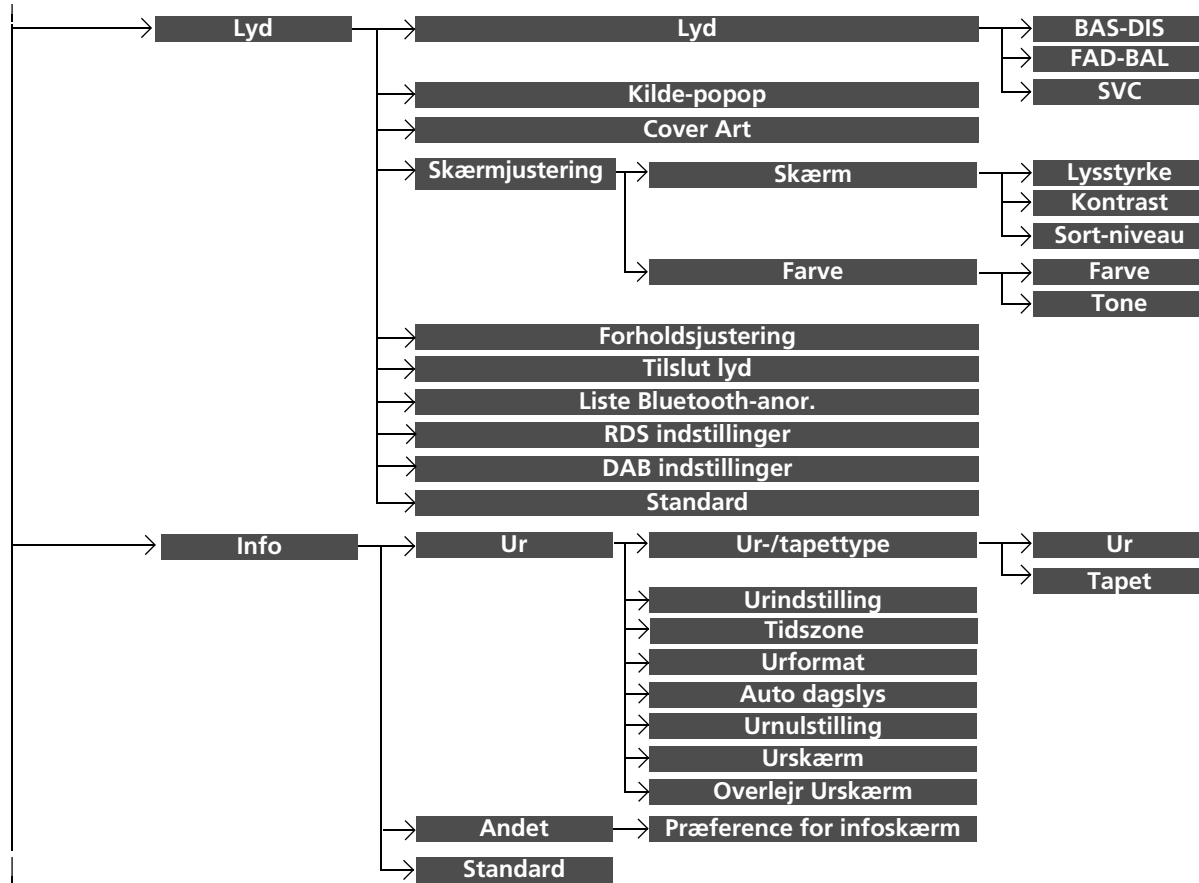 Lyd
Lyd
BAS-DIS
FAD-BAL
SVC
Kilde-popop
Cover Art
Skærmjustering
Skærm
Lysstyrke
Kontrast
Sort-niveau
Farve
Farve
Tone
Forholdsjustering
Tilslut lyd
Liste Bluetooth-anor.
RDS indstillinger
DAB indstillinger
Standard
Info
Ur
Ur-/tapettype
Ur
Tapet
Urindstilling
Tidszone
Urformat
Auto dagslys
Urnulstilling
Urskærm
Overlejr Urskærm
Andet
Præference for infoskærm
Standard